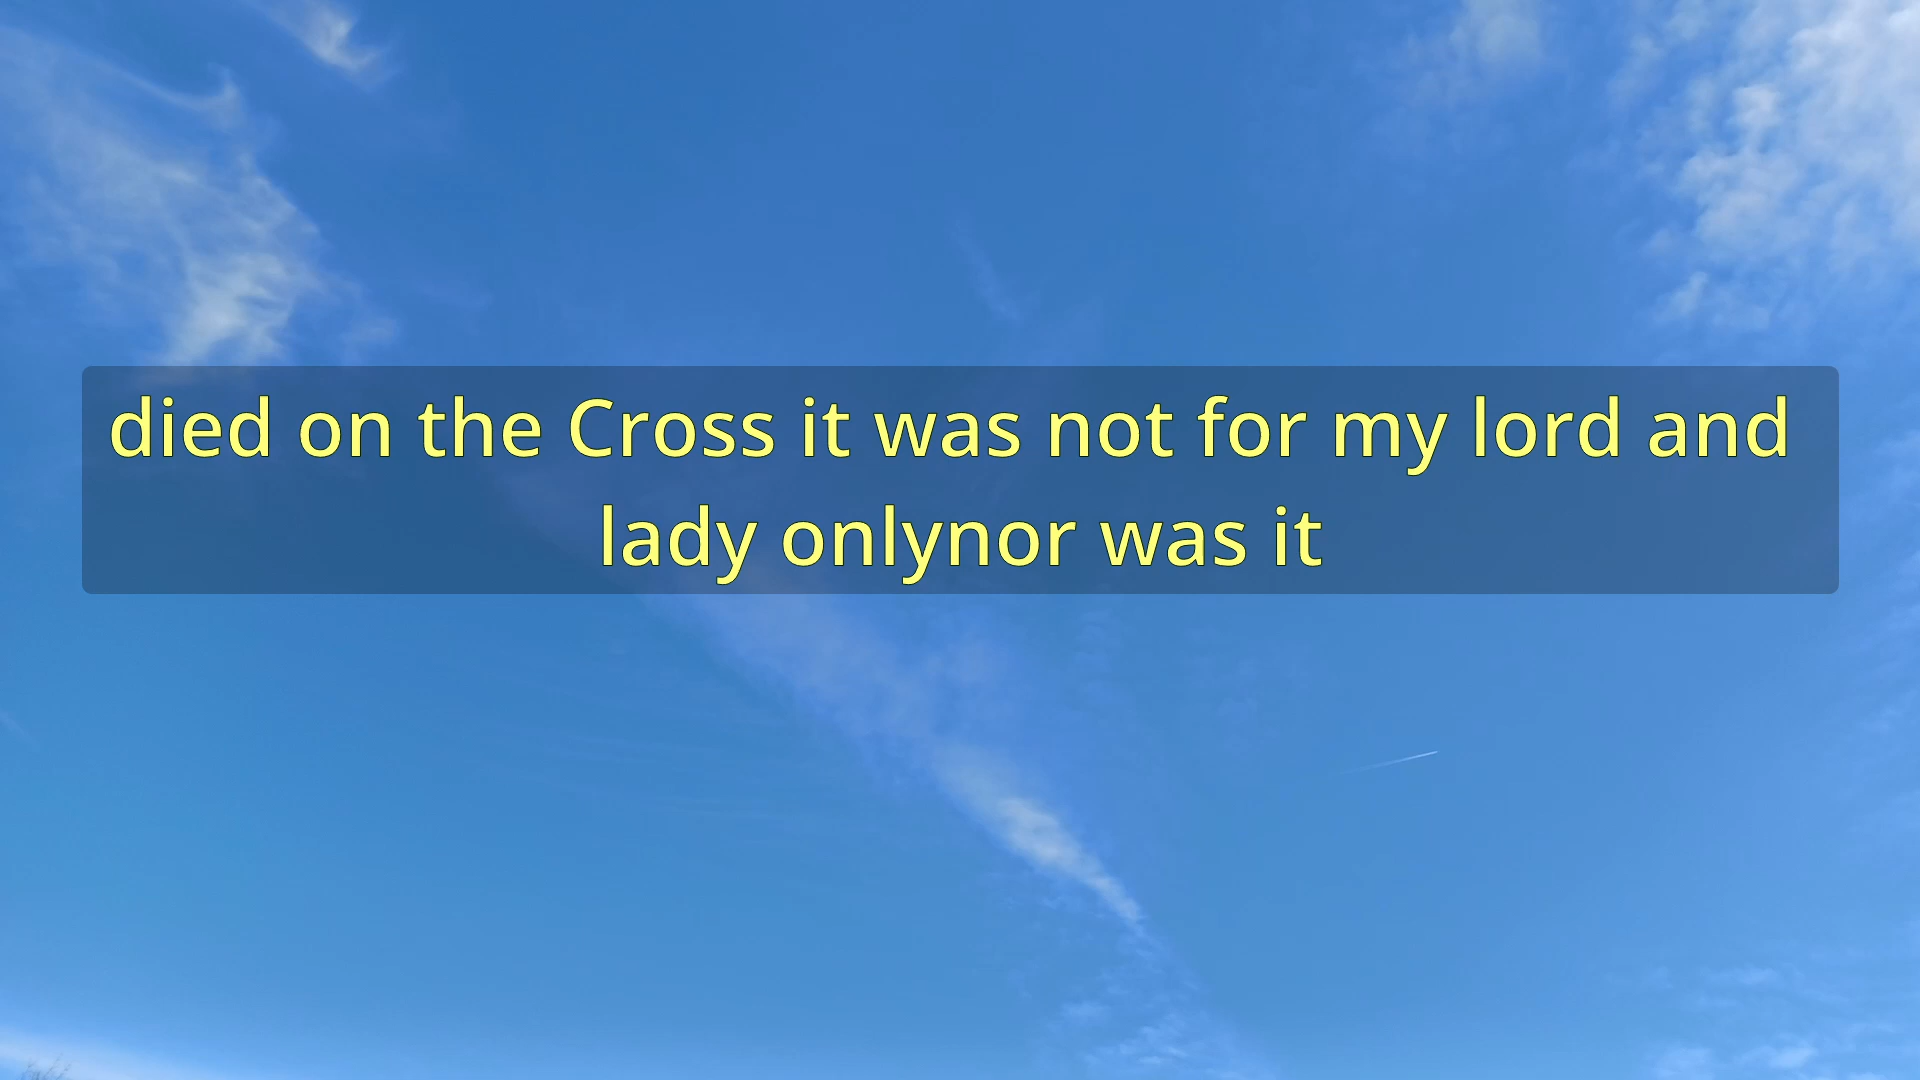 died on the Cross it was not for my lord and
lady onlynor was it